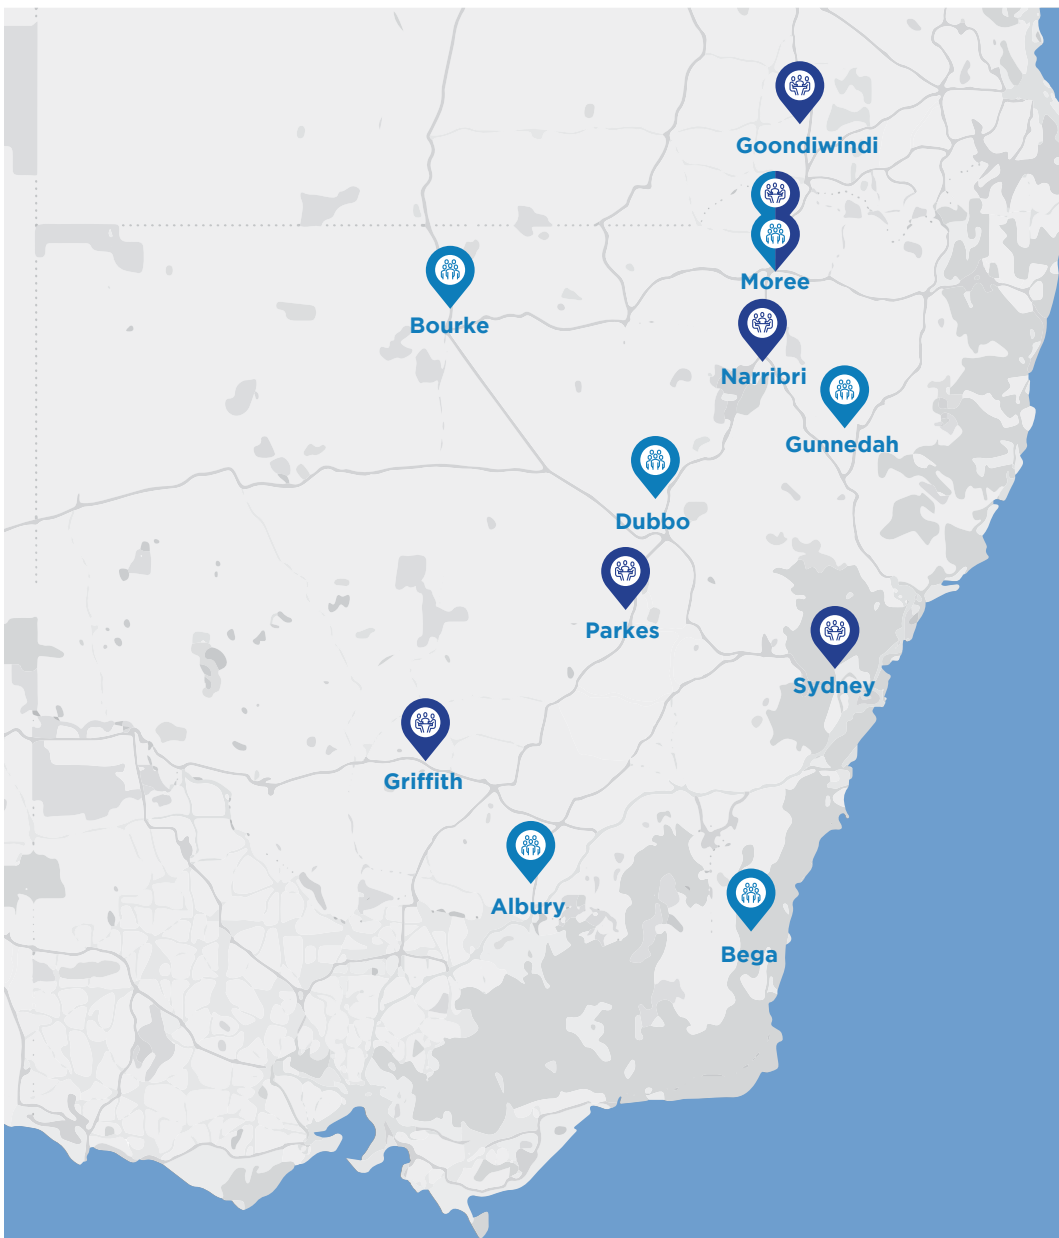 Goondiwindi
Moree
Bourke
Narribri
Gunnedah
Dubbo
Parkes
Sydney
Griffith
Albury
Bega